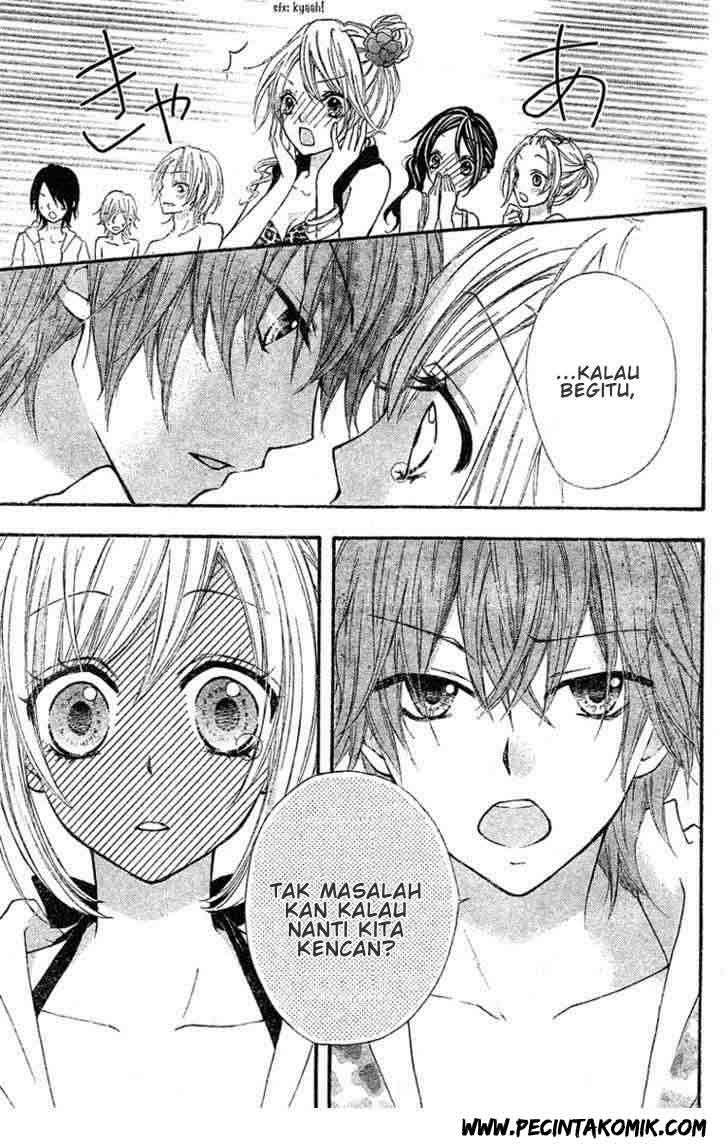 sfx: kyaah!
きゃ
あ
...KALAU
BEGITU,
TAK MASALAH
KAN KALAU
NANTI KITA
KENCAN?
WWW.PECINTAKOMIK.COM